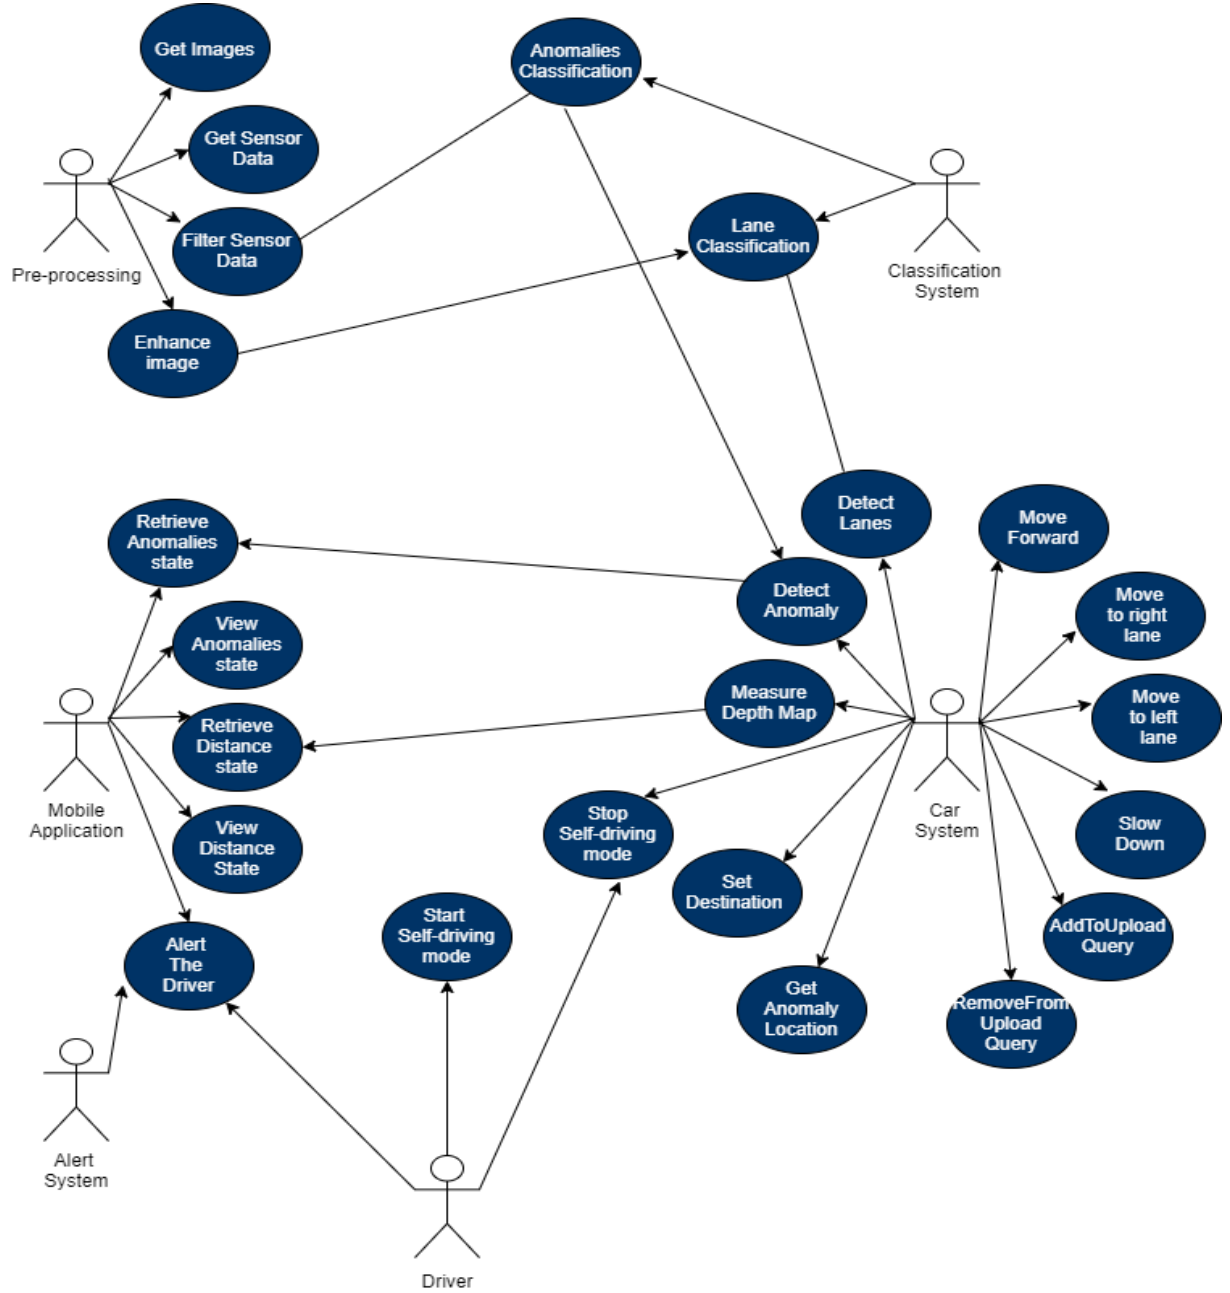 Get Images
Anomalies
Classification
Get Sensor
Data
Filter Sensor
Data
Pre-processing
Lane
Classification
Classification
System
Enhance
image
Retrieve
Anomalies
state
Detect
Lanes
Move
Forward
Detect
Anomaly
Move
to right
lane
View
Anomalies
state
Measure
Depth Map
Move
to left
lane
Retrieve
Distance
state
Mobile
Application
Car
System
Stop
Self-driving
mode
Slow
Down
View
Distance
State
Set
Destination
Start
Self-driving
mode
AddToUpload
Query
Alert
The
Driver
Get
Anomaly
Location
RemoveFrom
Upload
Query
Alert
System
Driver